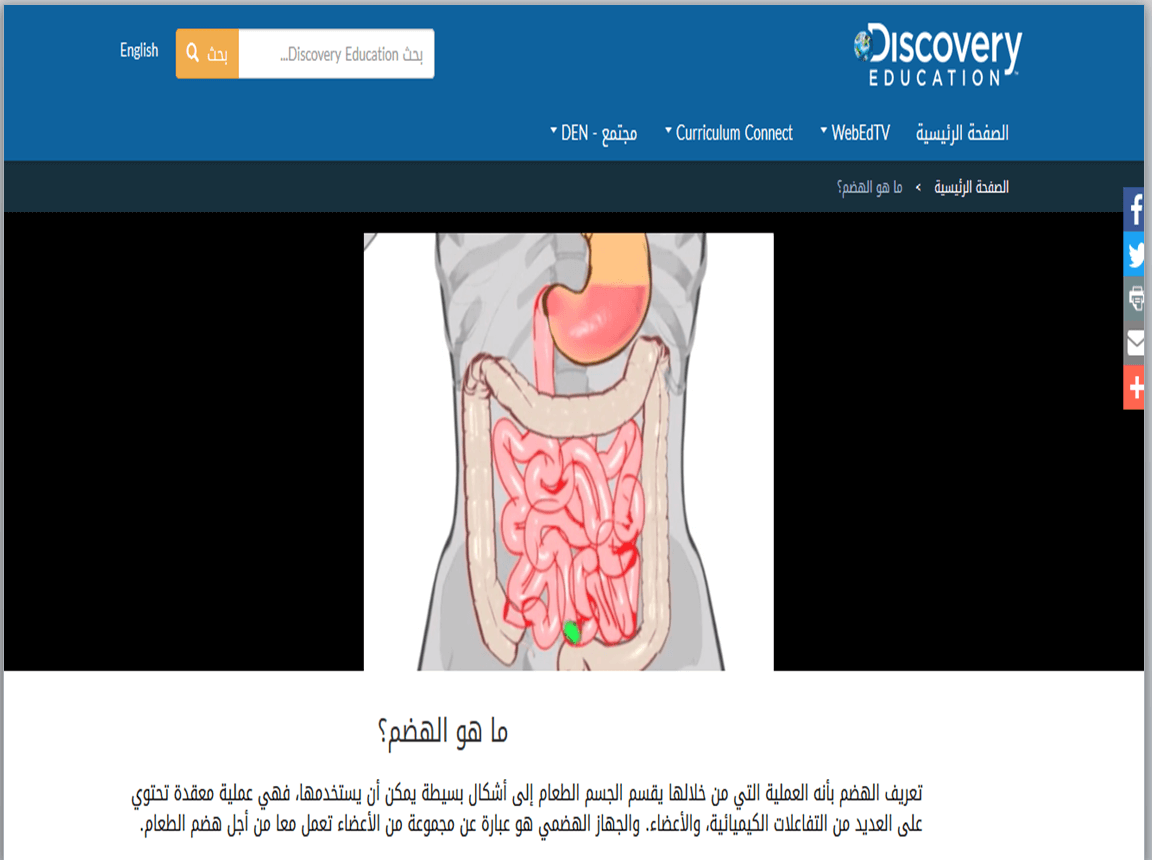 DISCOVERY
EDUCATION
بحث Discovery Education...
بحث
English
الصفحة الرئيسية
WebEdTV
Curriculum Connect
مجتمع - DEN
الصفحة الرئيسية > ما هو الهضم؟
ما هو الهضم؟
تعريف الهضم بأنه العملية التي من خلالها يقسم الجسم الطعام إلى أشكال بسيطة يمكن أن يستخدمها، فهي عملية معقدة تحتوي
على العديد من التفاعلات الكيميائية، والأعضاء. والجهاز الهضمي هو عبارة عن مجموعة من الأعضاء تعمل معا من أجل هضم الطعام.